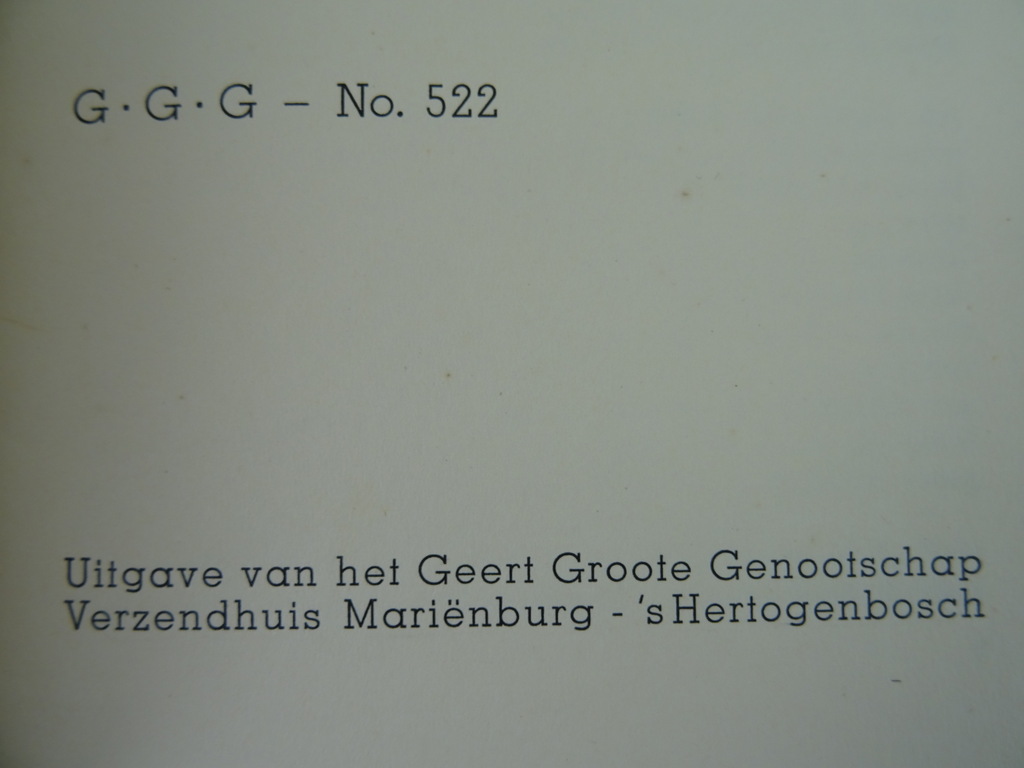 G · G · G – No. 522
Uitgave van het Geert Groote Genootschap
Verzendhuis Mariënburg - 's Hertogenbosch